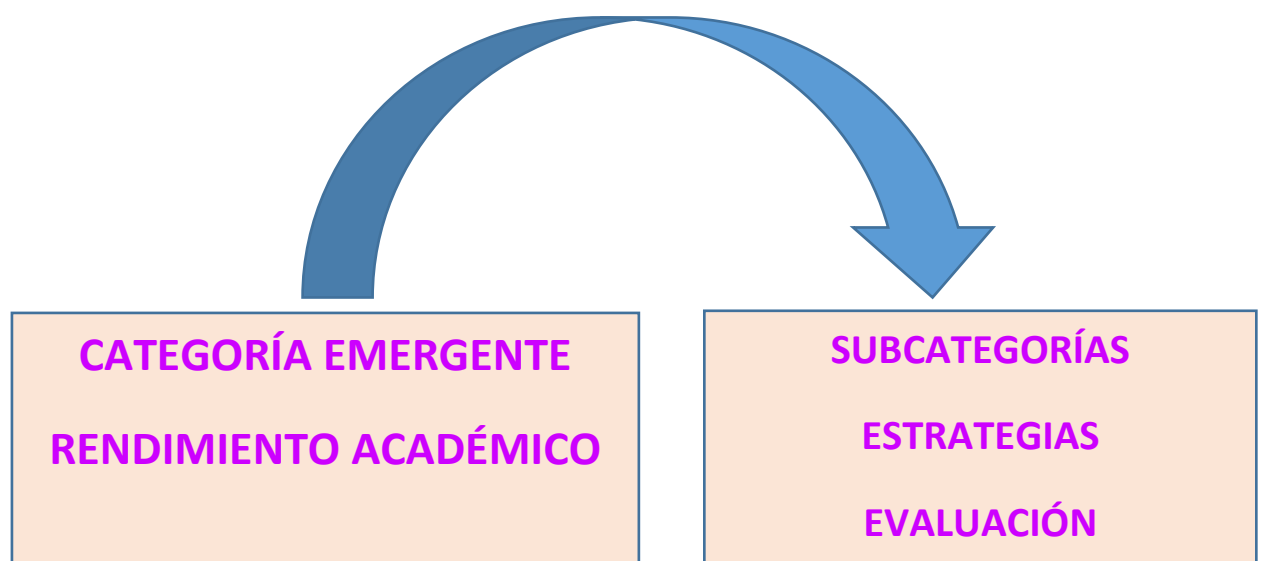 CATEGORÍA EMERGENTE
RENDIMIENTO ACADÉMICO
SUBCATEGORÍAS
ESTRATEGIAS
EVALUACIÓN